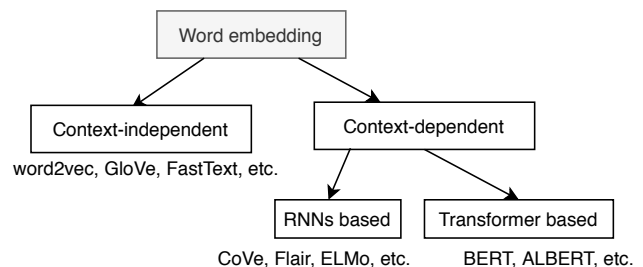 Word embedding
Context-independent
Context-dependent
word2vec, GloVe, FastText, etc.
RNNs based
Transformer based
CoVe, Flair, ELMo, etc.
BERT, ALBERT, etc.